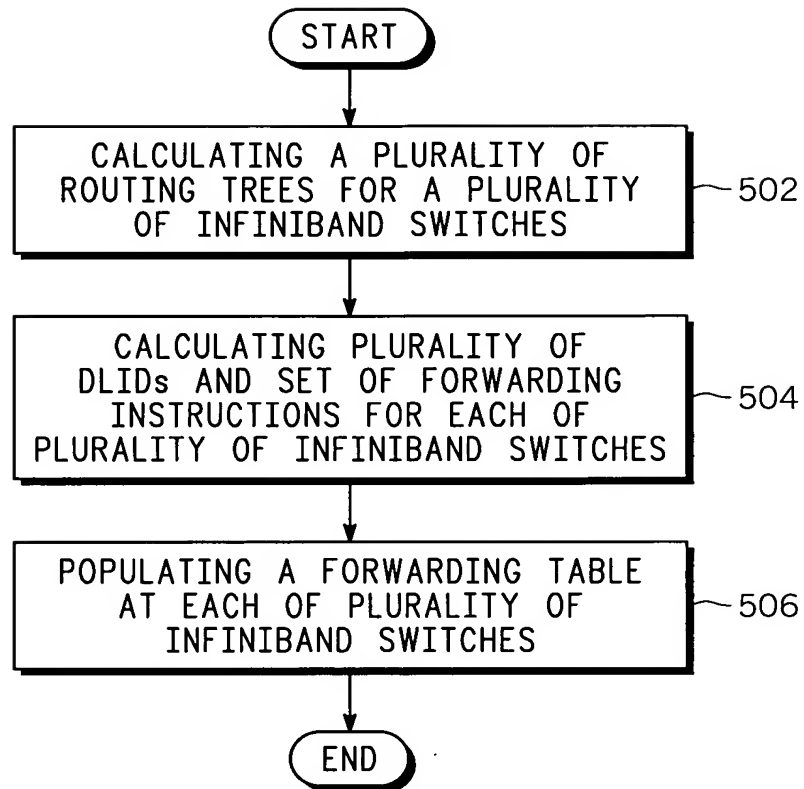 START
CALCULATING A PLURALITY OF
ROUTING TREES FOR A PLURALITY
OF INFINIBAND SWITCHES
502
CALCULATING PLURALITY OF
DLIDs AND SET OF FORWARDING
INSTRUCTIONS FOR EACH OF
PLURALITY OF INFINIBAND SWITCHES
504
POPULATING A FORWARDING TABLE
AT EACH OF PLURALITY OF
INFINIBAND SWITCHES
506
END